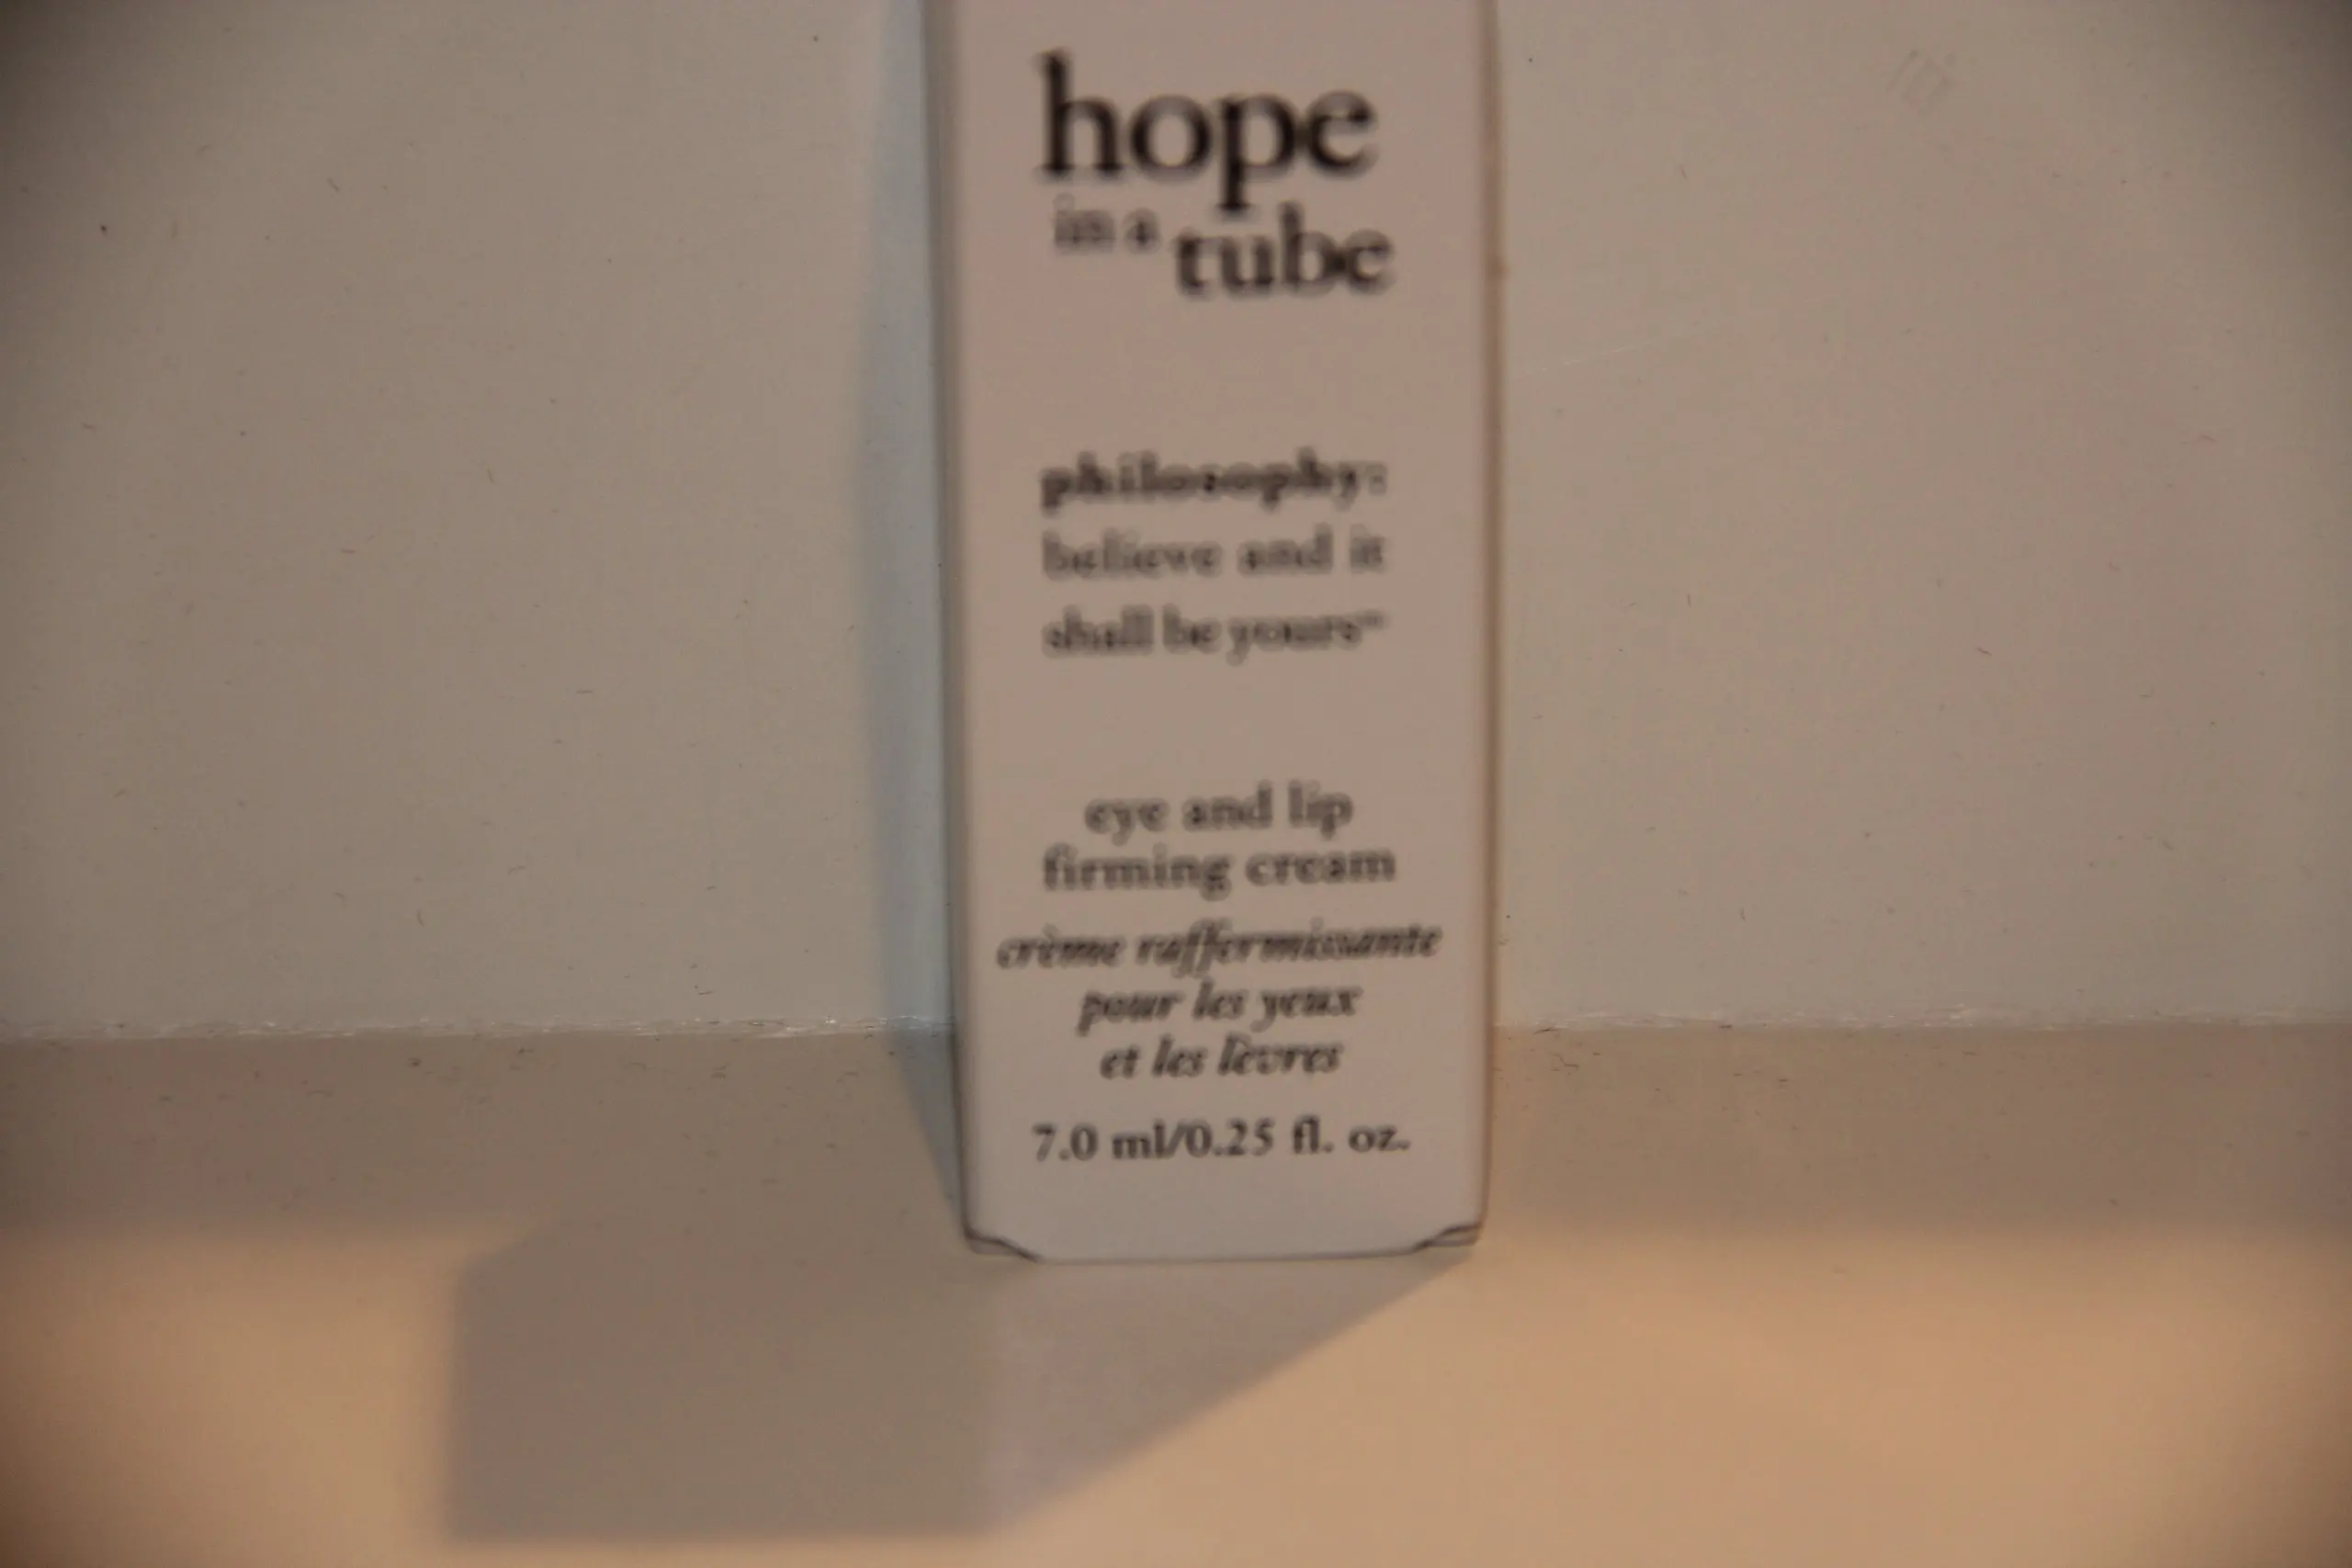 hope
in a tube
philosophy:
believe and it
shall be yours™
eye and lip
firming cream
crème raffermissante
pour les yeux
et les lèvres
7.0 ml/0.25 fl. oz.